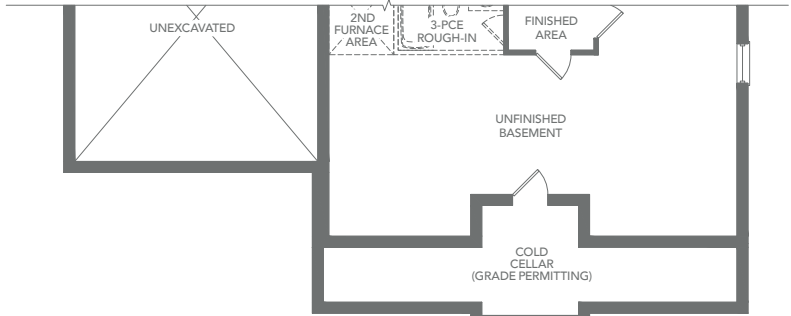 UNEXCAVATED
2ND
FURNACE
AREA
3-PCE
ROUGH-IN
FINISHED
AREA
UNFINISHED
BASEMENT
COLD
CELLAR
(GRADE PERMITTING)